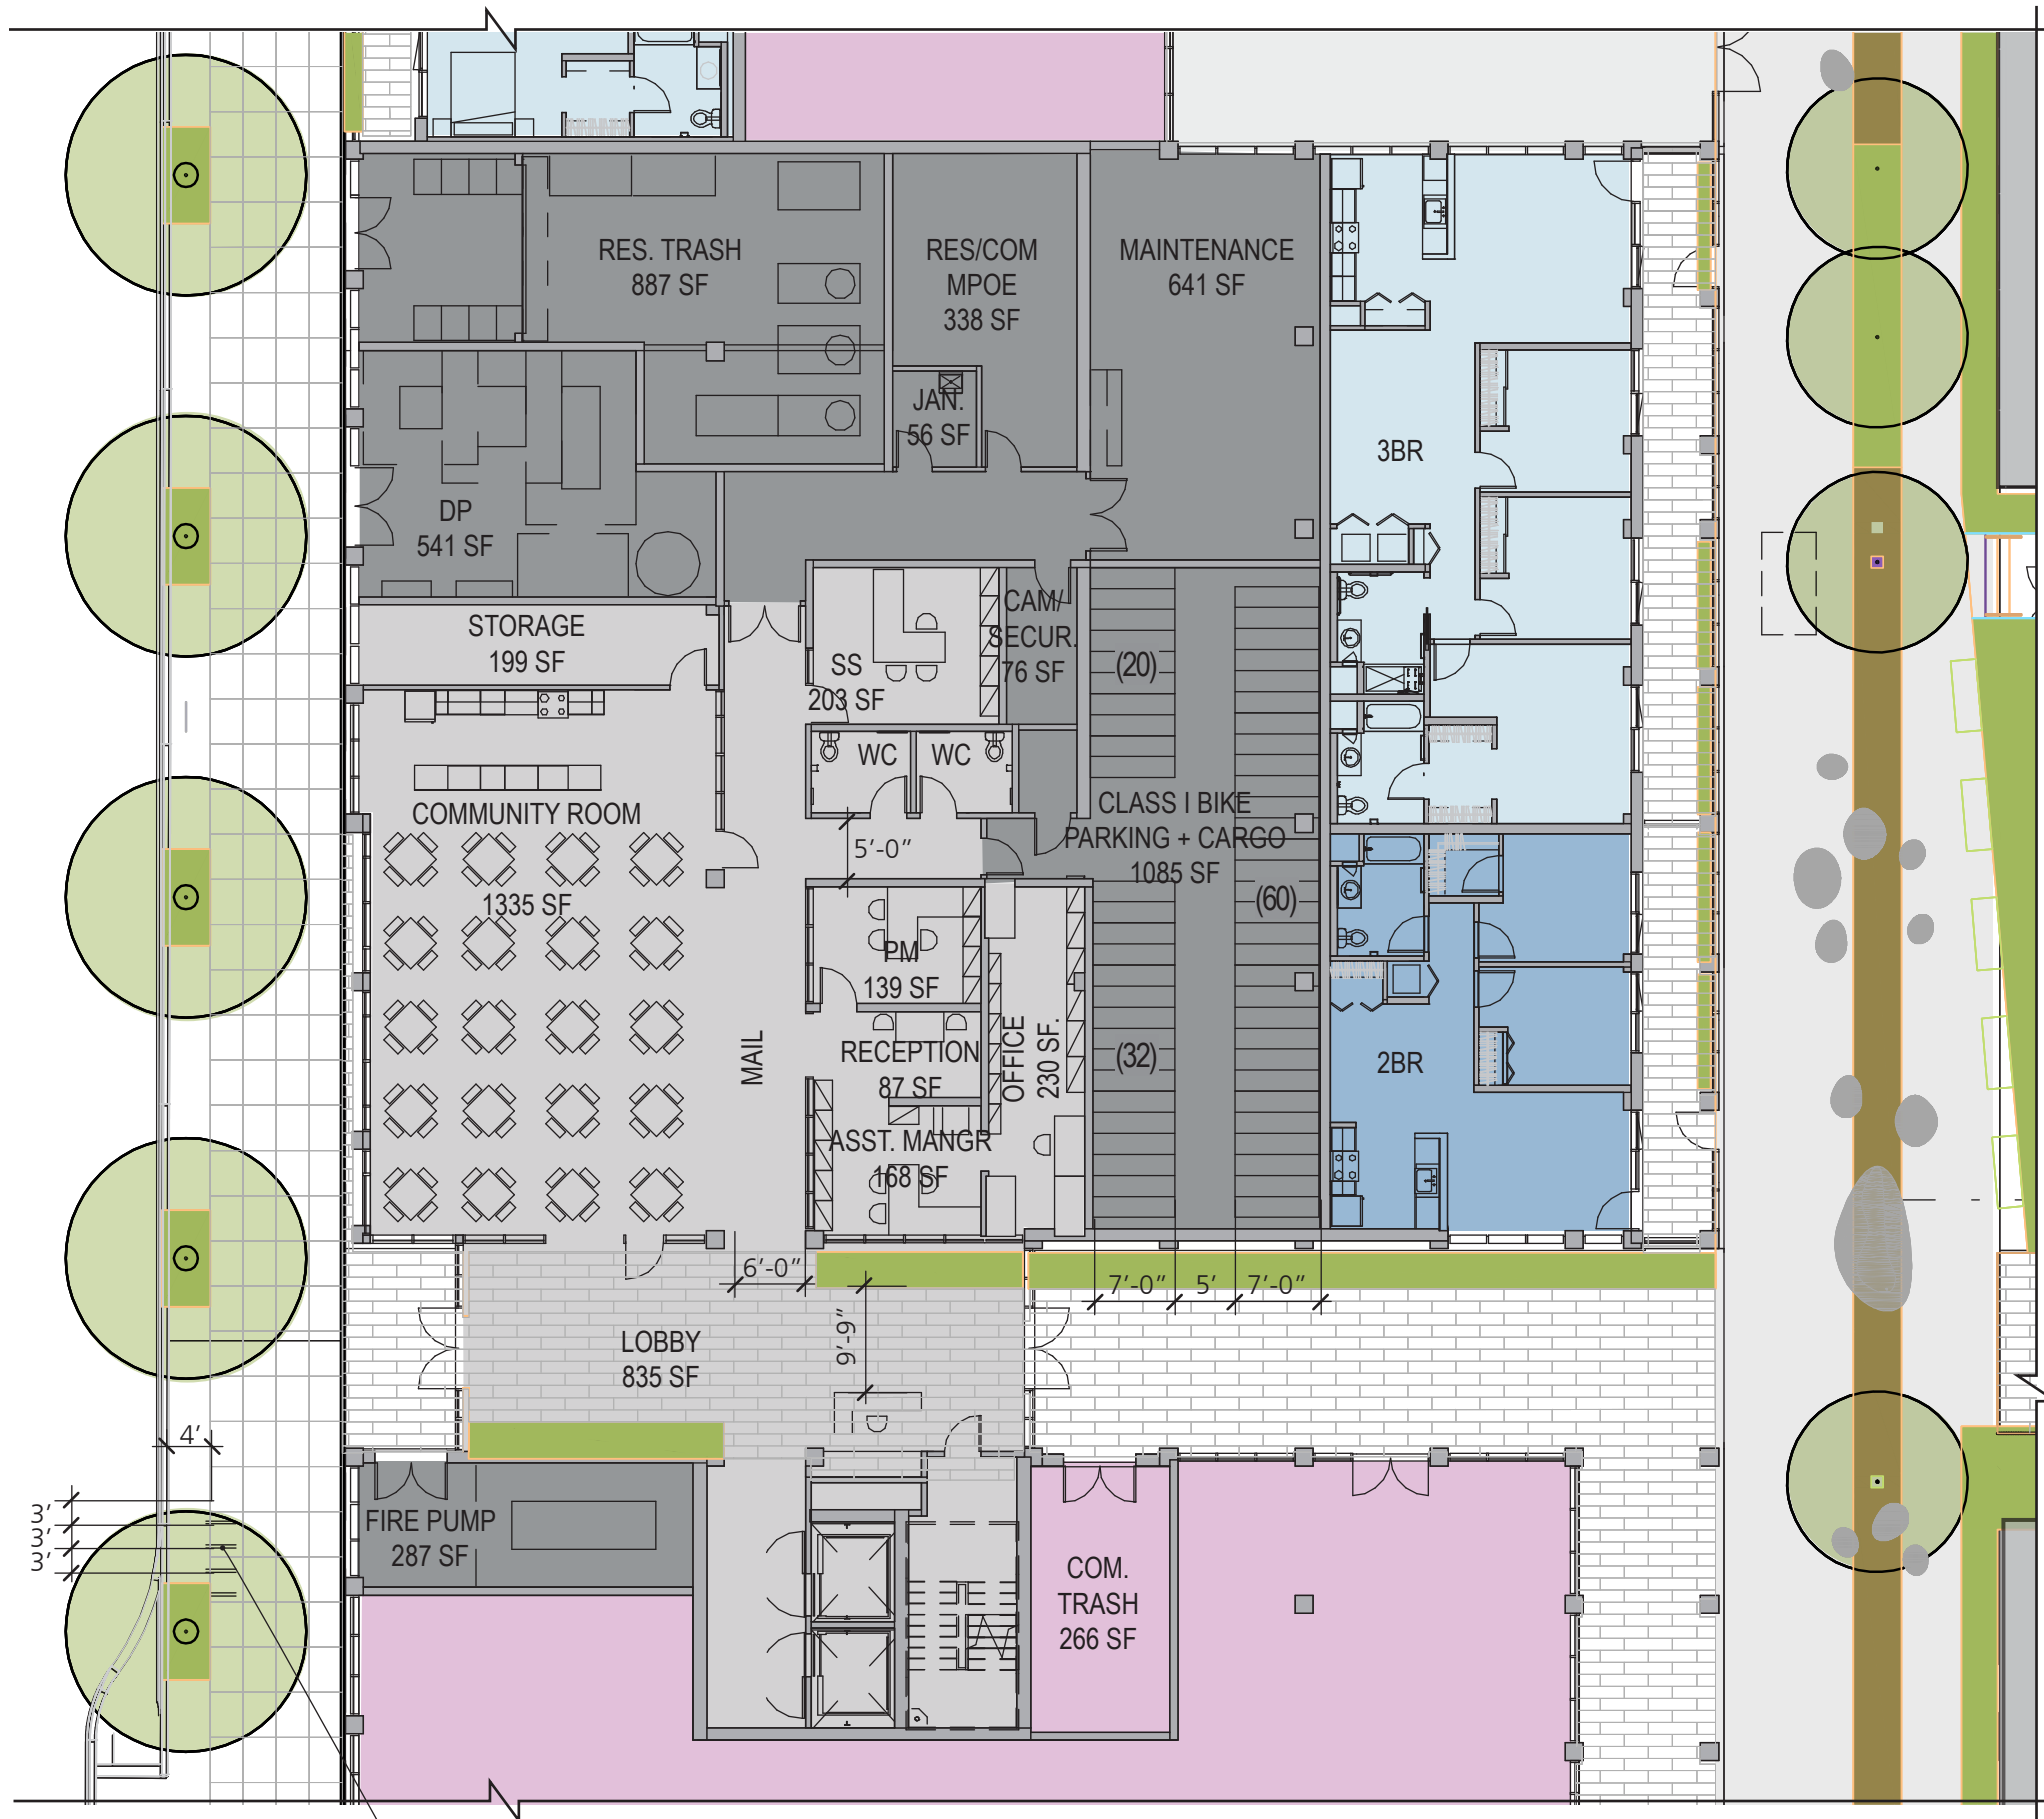 RES. TRASH
887 SF
RES/COM
MPOE
338 SF
MAINTENANCE
641 SF
JAN.
56 SF
3BR
DP
541 SF
STORAGE
199 SF
SS
203 SF
CAM/
SECUR.
76 SF
(20)
WC
WC
COMMUNITY ROOM
1335 SF
5'-0"
CLASS I BIKE
PARKING + CARGO
1085 SF
(60)
PM
139 SF
MAIL
RECEPTION
87 SF
OFFICE
230 SF.
(32)
2BR
ASST. MANGR
168 SF
6'-0"
7'-0"
5'
7'-0"
9'-9"
LOBBY
835 SF
4'
3'
3'
3'
FIRE PUMP
287 SF
COM.
TRASH
266 SF